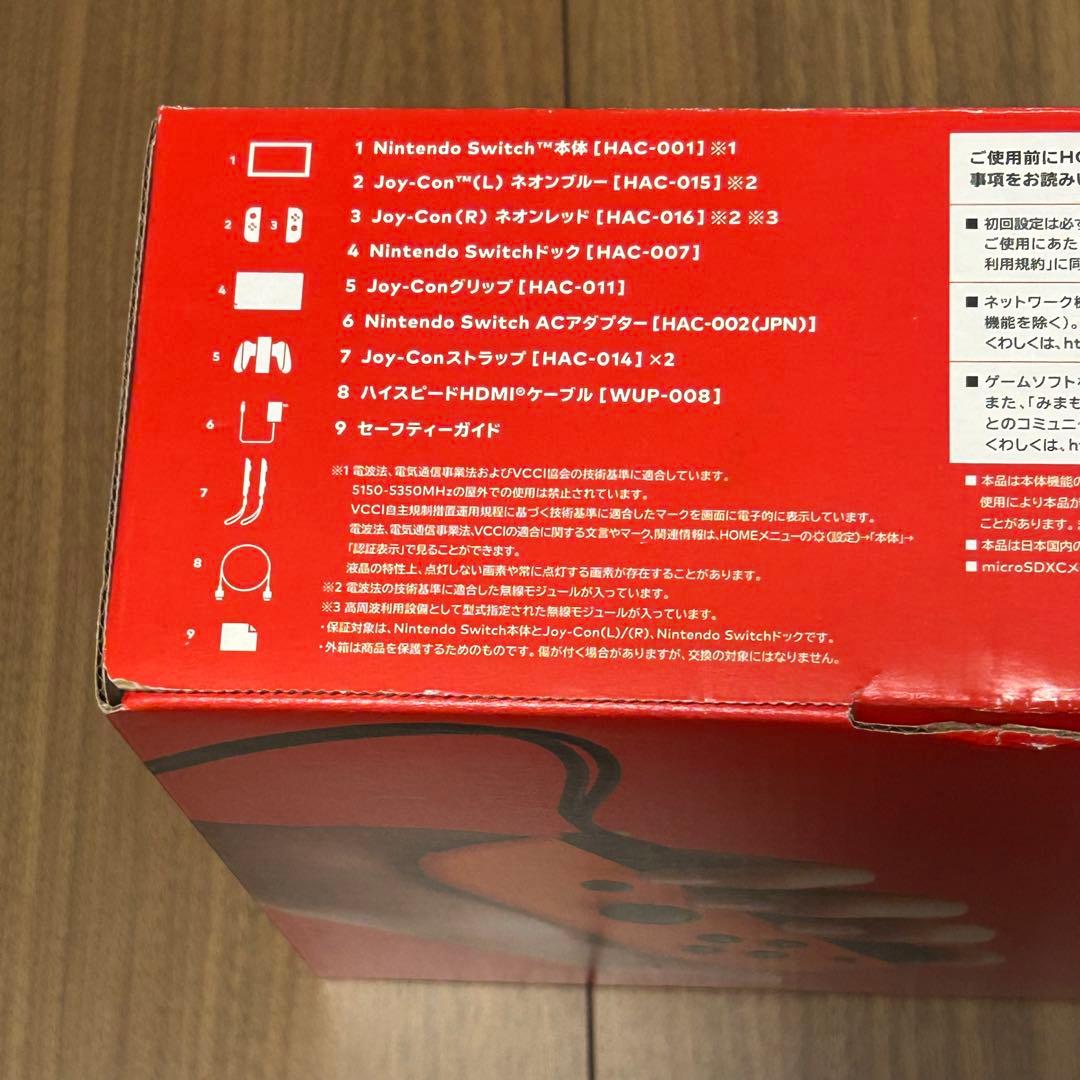 1 Nintendo Switch™本体 [HAC-001] ※1
2 Joy-Con™(L) ネオンブルー [HAC-015] ※2
3 Joy-Con(R) ネオンレッド [HAC-016] ※2 ※3
4 Nintendo Switchドック [HAC-007]
5 Joy-Conグリップ [HAC-011]
6 Nintendo Switch ACアダプター [HAC-002(JPN)]
7 Joy-Conストラップ [HAC-014] ×2
8 ハイスピードHDMI®ケーブル [WUP-008]
9 セーフティーガイド
1
2 3
4
5
6
7
8
9
※1 電波法、電気通信事業法およびVCCI協会の技術基準に適合しています。
5150-5350MHzの屋外での使用は禁止されています。
VCCI自主規制措置運用規程に基づく技術基準に適合したマークを画面に電子的に表示しています。
電波法、電気通信事業法、VCCIの適合に関する文言やマーク、関連情報は、HOMEメニューの(設定)→「本体」→
「認証表示」で見ることができます。
液晶の特性上、点灯しない画素や常に点灯する画素が存在することがあります。
※2 電波法の技術基準に適合した無線モジュールが入っています。
※3 高周波利用設備として型式指定された無線モジュールが入っています。
・保証対象は、Nintendo Switch本体とJoy-Con(L)/(R)、Nintendo Switchドックです。
・外箱は商品を保護するためのものです。傷が付く場合がありますが、交換の対象にはなりません。
ご使用前にHO
事項をお読みい
■ 初回設定は必ず
ご使用にあた
利用規約」に同
■ ネットワーク機
機能を除く)。
くわしくは、ht
■ ゲームソフトを
また、「みまも
とのコミュニケ
くわしくは、ht
■ 本品は本体機能の
使用により本品が
ことがあります。
■ 本品は日本国内の
■ microSDXCメ